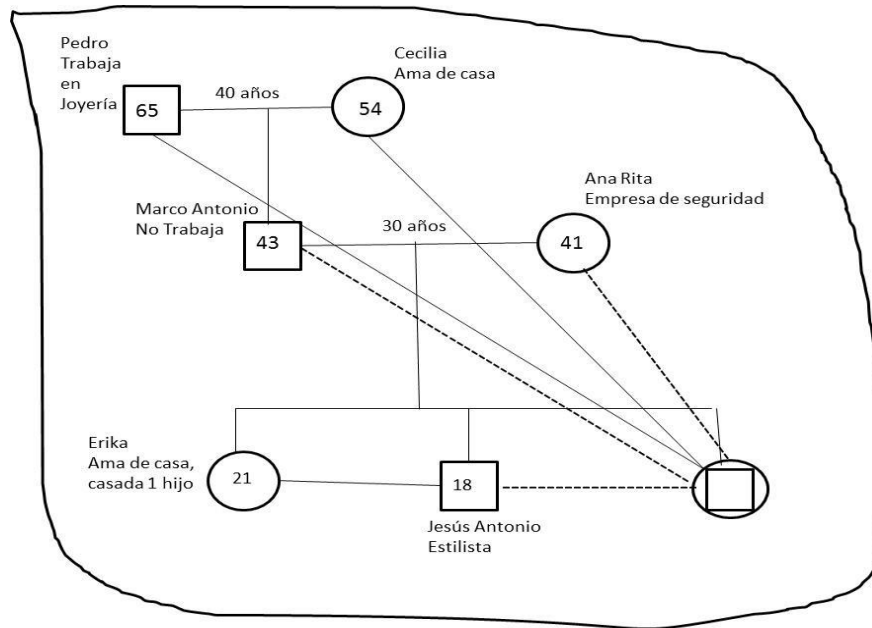 Pedro
Trabaja
en
Joyería
65
40 años
Cecilia
Ama de casa
54
Marco Antonio
No Trabaja
43
30 años
Ana Rita
Empresa de seguridad
41
Erika
Ama de casa,
casada 1 hijo
21
18
Jesús Antonio
Estilista